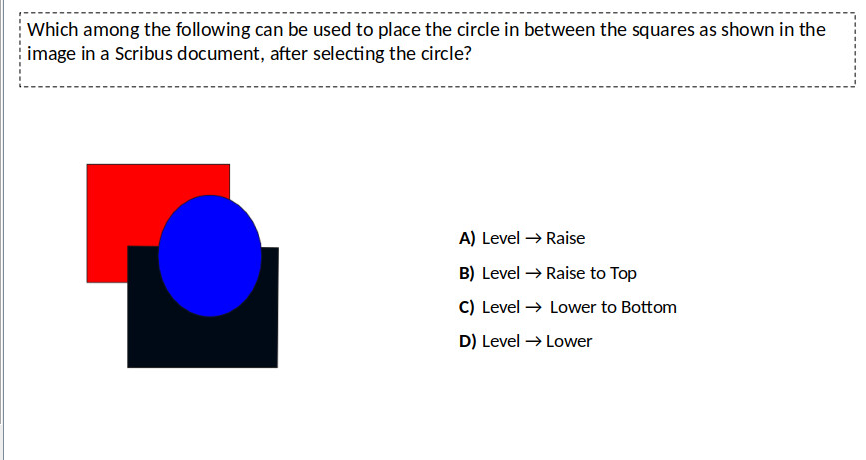 Which among the following can be used to place the circle in between the squares as shown in the
image in a Scribus document, after selecting the circle?
A) Level → Raise
B) Level → Raise to Top
C) Level → Lower to Bottom
D) Level → Lower